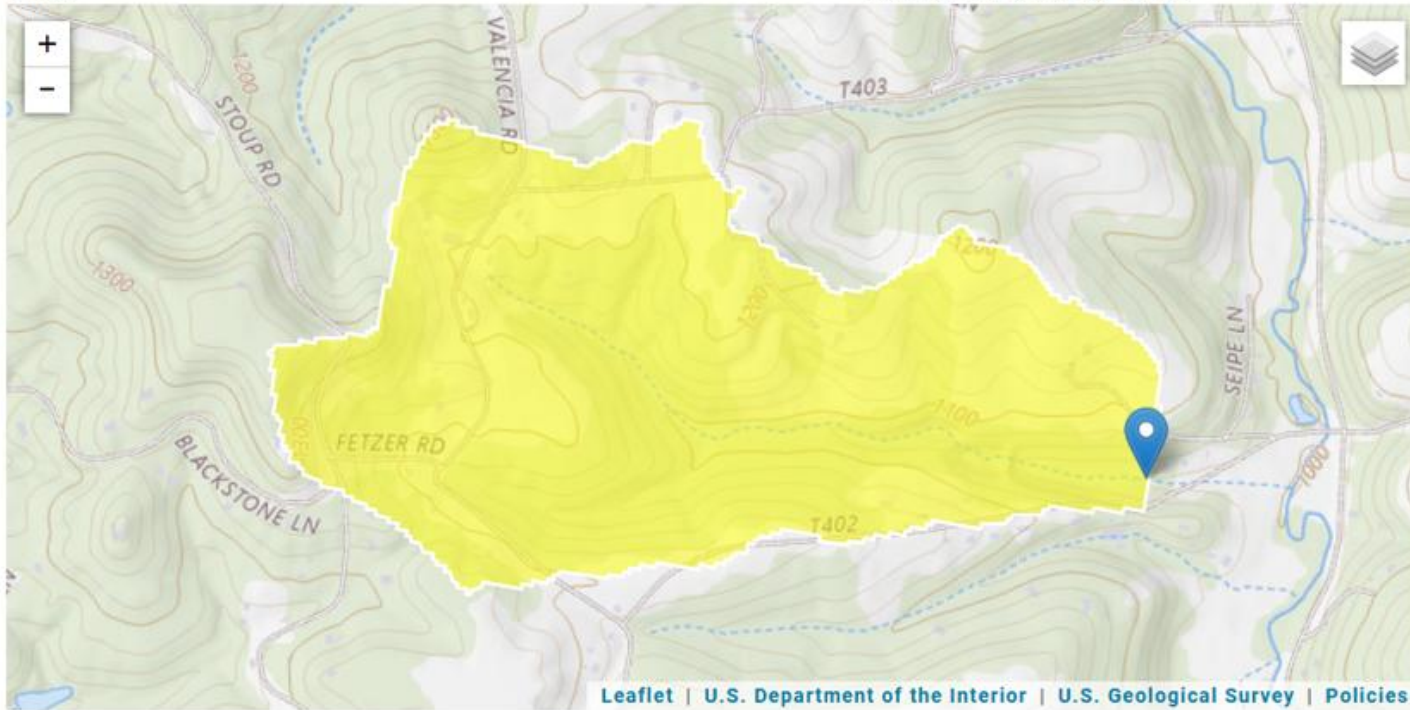 +
−
VALENCIA RD
1200
STOUP RD
T403
1200
1300
1200
1100
SEIPE LN
FETZER RD
1300
BLACKSTONE LN
T402
1000
Leaflet | U.S. Department of the Interior | U.S. Geological Survey | Policies